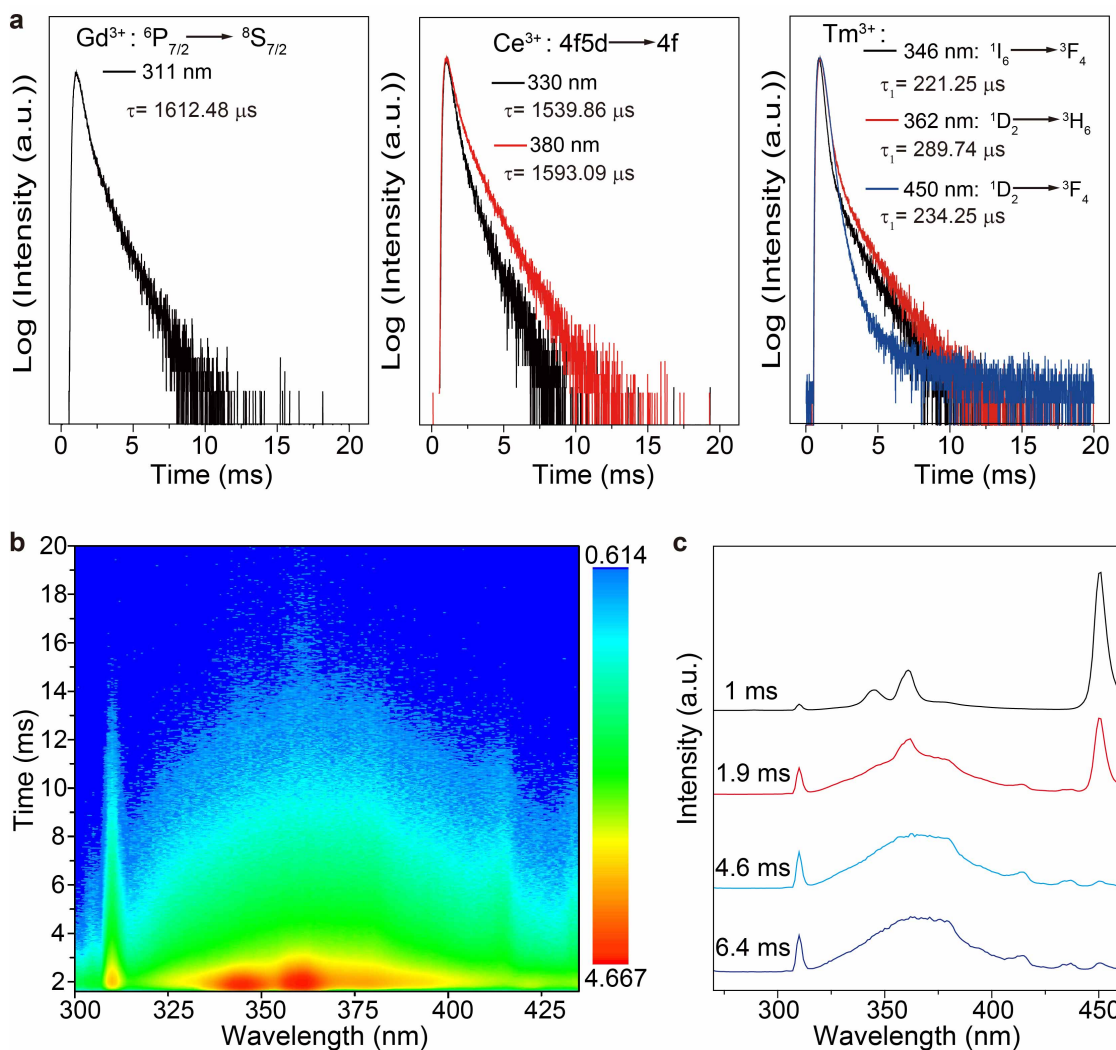 a
Gd³⁺: ⁶P₇/₂ → ⁸S₇/₂
311 nm
τ= 1612.48 μs
Log (Intensity (a.u.))
0 5 10 15 20
Time (ms)
Ce³⁺: 4f5d → 4f
330 nm
τ= 1539.86 μs
380 nm
τ= 1593.09 μs
Log (Intensity (a.u.))
0 5 10 15 20
Time (ms)
Tm³⁺:
346 nm: ¹I₆ → ³F₄
τ₁= 221.25 μs
362 nm: ¹D₂ → ³H₆
τ₁= 289.74 μs
450 nm: ¹D₂ → ³F₄
τ₁= 234.25 μs
Log (Intensity (a.u.))
0 5 10 15 20
Time (ms)
b
20
18
16
14
12
10
8
6
4
2
Time (ms)
300 325 350 375 400 425
Wavelength (nm)
0.614
4.667
c
1 ms
1.9 ms
4.6 ms
6.4 ms
Intensity (a.u.)
300 350 400 450
Wavelength (nm)